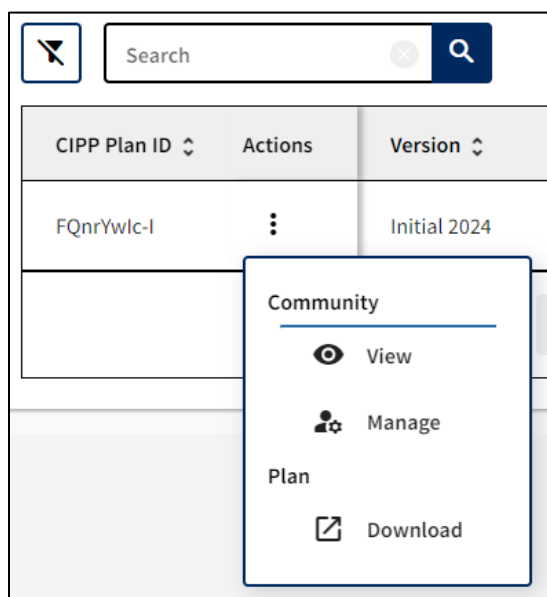 Search
CIPP Plan ID Actions Version
FQnrYwIc-I Initial 2024
Community
View
Manage
Plan
Download